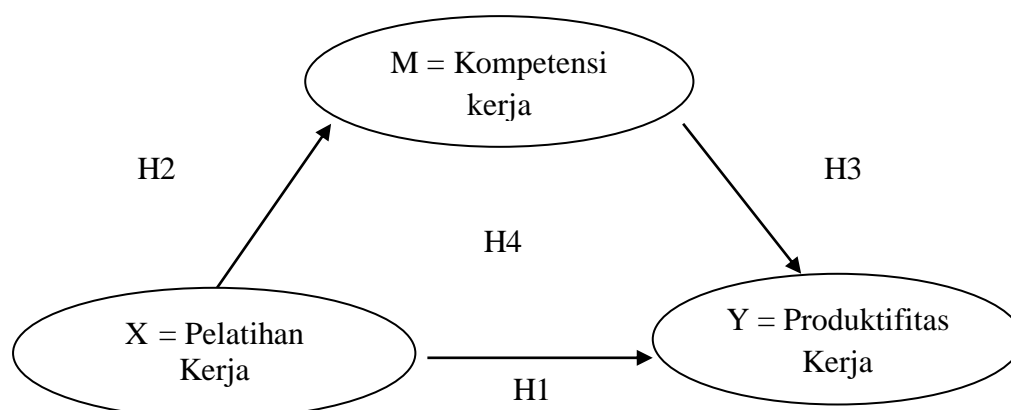 M = Kompetensi
kerja
H2
H3
H4
X = Pelatihan
Kerja
Y = Produktifitas
Kerja
H1